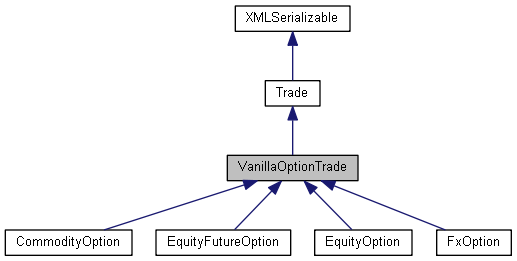 XMLSerializable
Trade
VanillaOptionTrade
CommodityOption
EquityFutureOption
EquityOption
FxOption